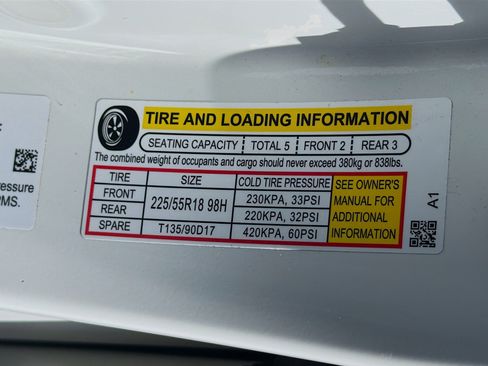 TIRE AND LOADING INFORMATION
SEATING CAPACITY TOTAL 5 FRONT 2 REAR 3
The combined weight of occupants and cargo should never exceed 380kg or 838lbs.
TIRE SIZE COLD TIRE PRESSURE
FRONT 225/55R18 98H 230KPA, 33PSI
REAR 220KPA, 32PSI
SPARE T135/90D17 420KPA, 60PSI
SEE OWNER'S
MANUAL FOR
ADDITIONAL
INFORMATION
A1
ressure
MS.